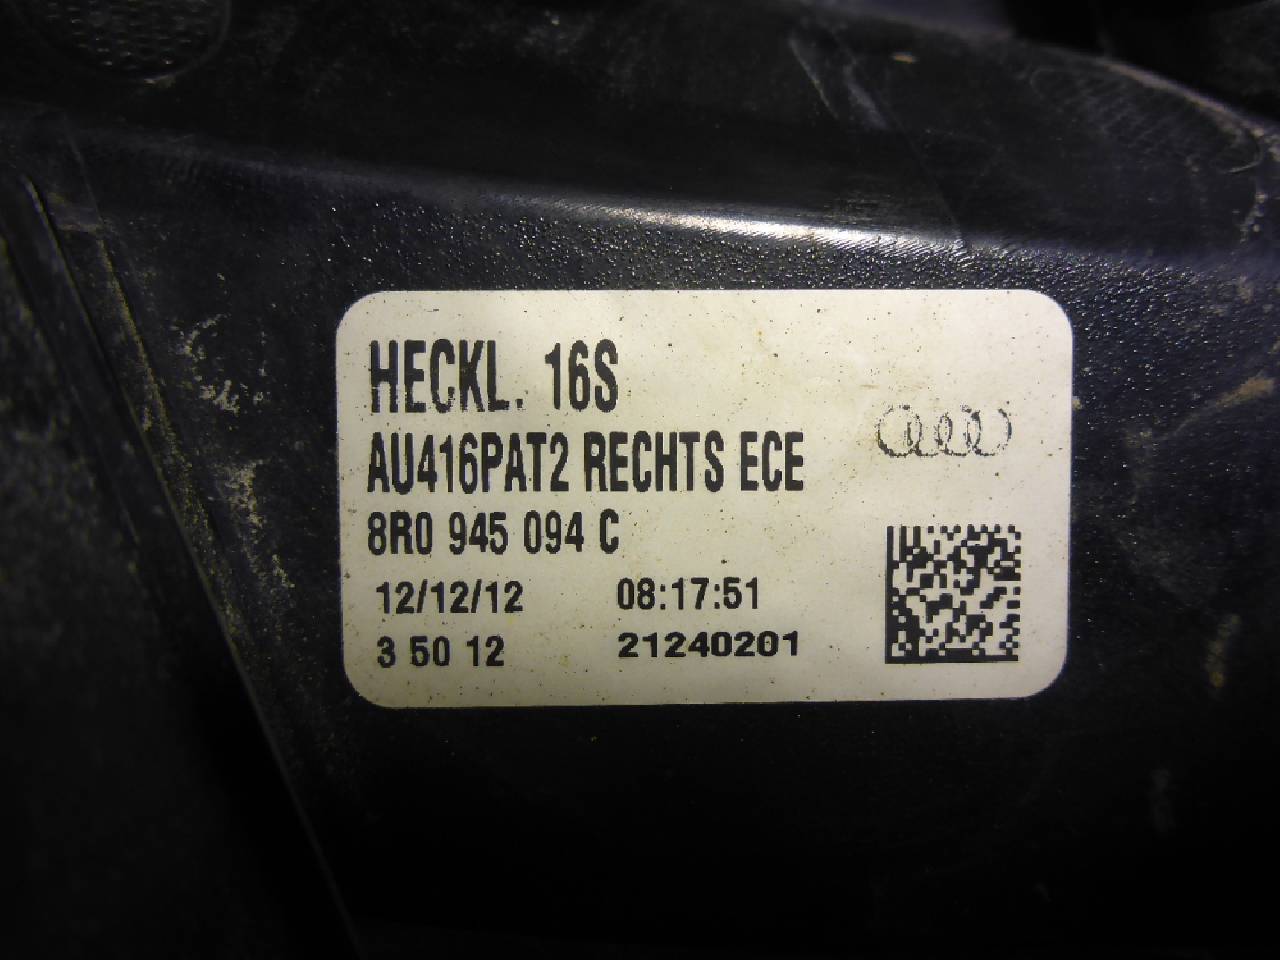 HECKL. 16S
AU416PAT2 RECHTS ECE
8R0 945 094 C
12/12/12 08:17:51
3 50 12 21240201